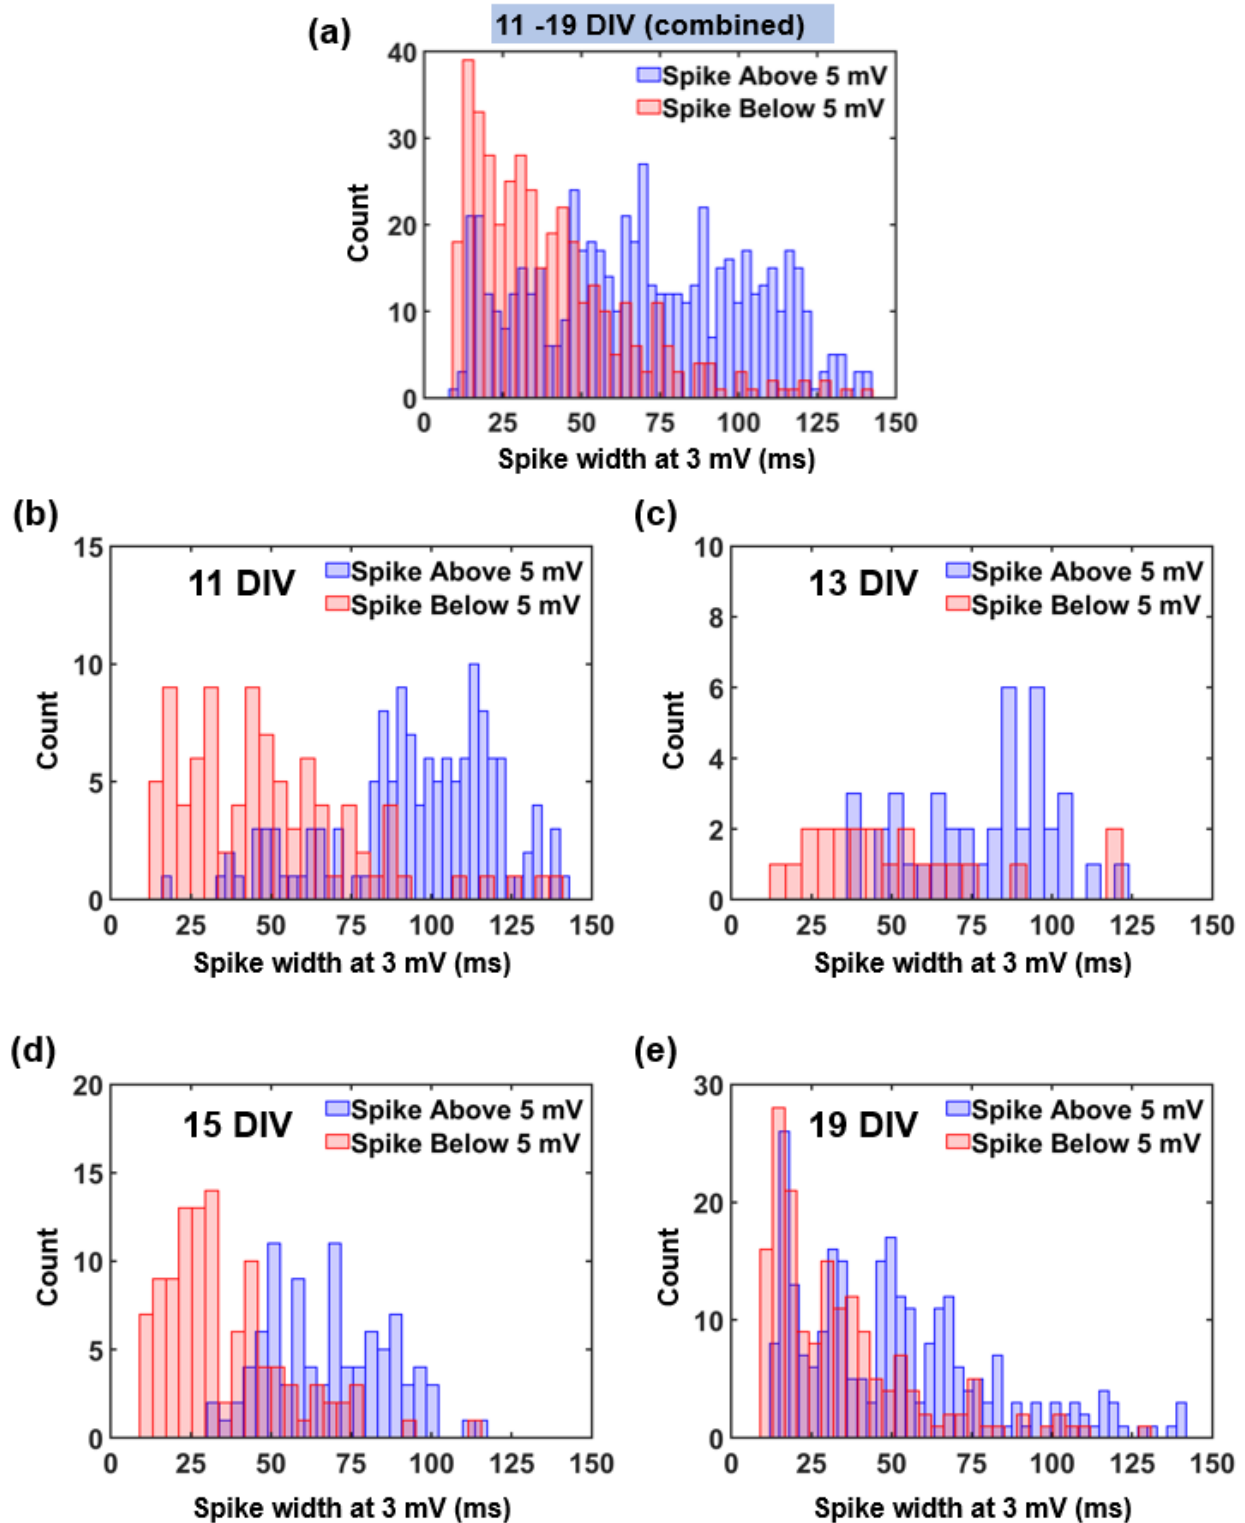 (a)
11 -19 DIV (combined)
Spike Above 5 mV
Spike Below 5 mV
40
30
20
10
0
Count
0 25 50 75 100 125 150
Spike width at 3 mV (ms)
(b)
11 DIV
Spike Above 5 mV
Spike Below 5 mV
15
10
5
0
Count
0 25 50 75 100 125 150
Spike width at 3 mV (ms)
(c)
13 DIV
Spike Above 5 mV
Spike Below 5 mV
10
8
6
4
2
0
Count
0 25 50 75 100 125 150
Spike width at 3 mV (ms)
(d)
15 DIV
Spike Above 5 mV
Spike Below 5 mV
20
15
10
5
0
Count
0 25 50 75 100 125 150
Spike width at 3 mV (ms)
(e)
19 DIV
Spike Above 5 mV
Spike Below 5 mV
30
20
10
0
Count
0 25 50 75 100 125 150
Spike width at 3 mV (ms)